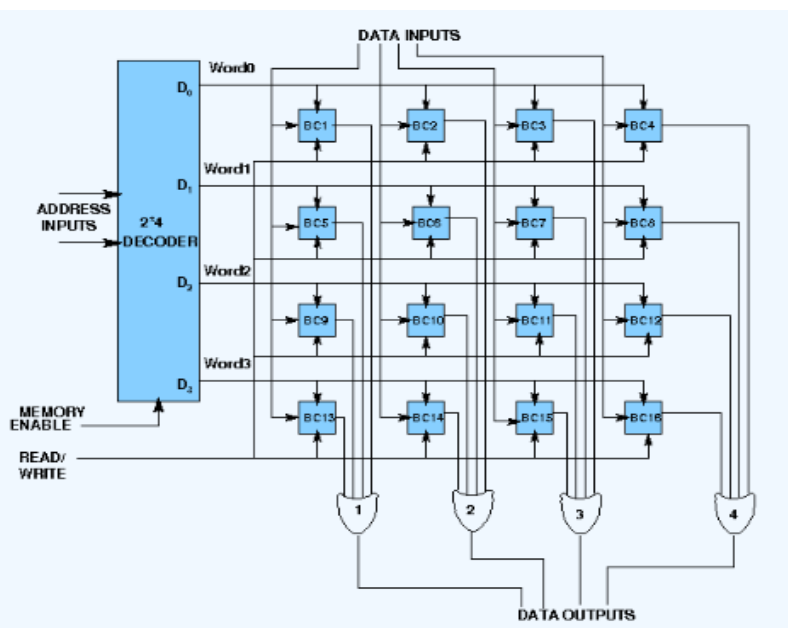 DATA INPUTS
Word0
D0
BC1 BC2 BC3 BC4
Word1
D1
ADDRESS
INPUTS
2*4
DECODER
BC5 BC6 BC7 BC8
Word2
D2
BC9 BC10 BC11 BC12
Word3
D3
MEMORY
ENABLE
BC13 BC14 BC15 BC16
READ/
WRITE
1 2 3 4
DATA OUTPUTS